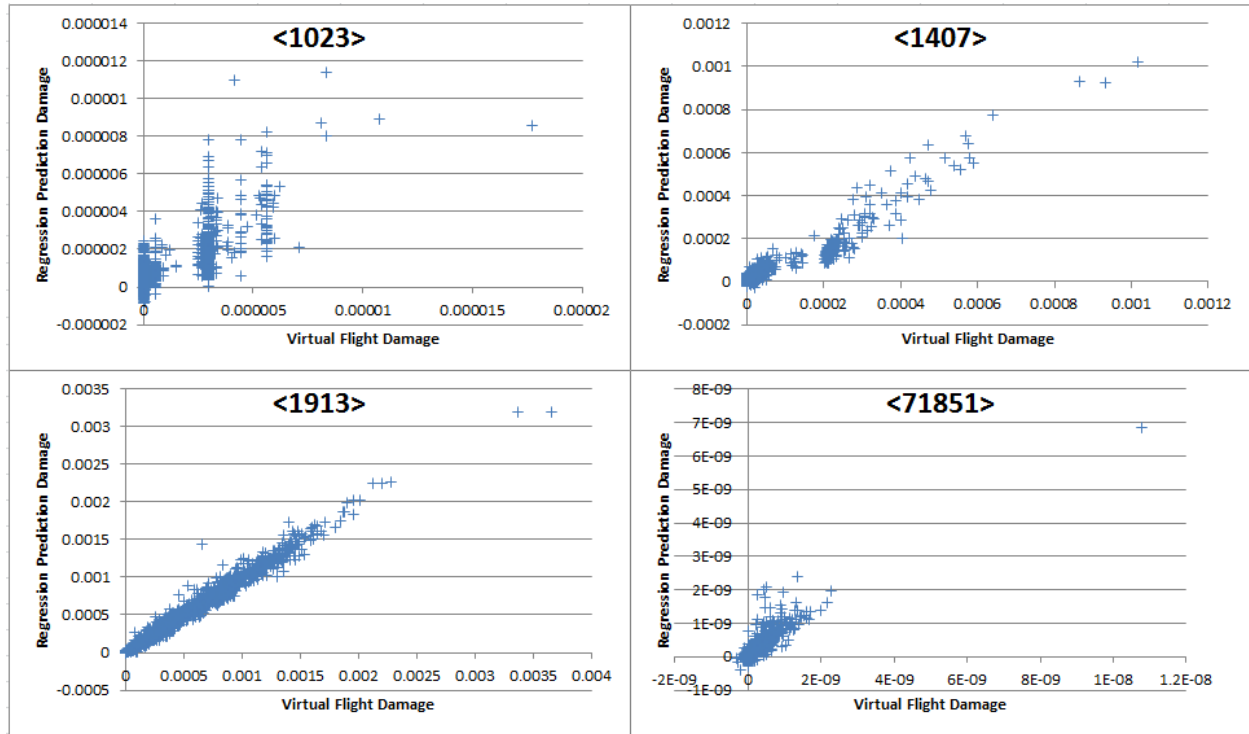 <1023>
Regression Prediction Damage
0.000014
0.000012
0.00001
0.000008
0.000006
0.000004
0.000002
0
-0.000002
0 0.000005 0.00001 0.000015 0.00002
Virtual Flight Damage
<1407>
Regression Prediction Damage
0.0012
0.001
0.0008
0.0006
0.0004
0.0002
0
-0.0002
0 0.0002 0.0004 0.0006 0.0008 0.001 0.0012
Virtual Flight Damage
<1913>
Regression Prediction Damage
0.0035
0.003
0.0025
0.002
0.0015
0.001
0.0005
0
-0.0005
0 0.0005 0.001 0.0015 0.002 0.0025 0.003 0.0035 0.004
Virtual Flight Damage
<71851>
Regression Prediction Damage
8E-09
7E-09
6E-09
5E-09
4E-09
3E-09
2E-09
1E-09
0
-1E-09
-2E-09 0 2E-09 4E-09 6E-09 8E-09 1E-08 1.2E-08
Virtual Flight Damage